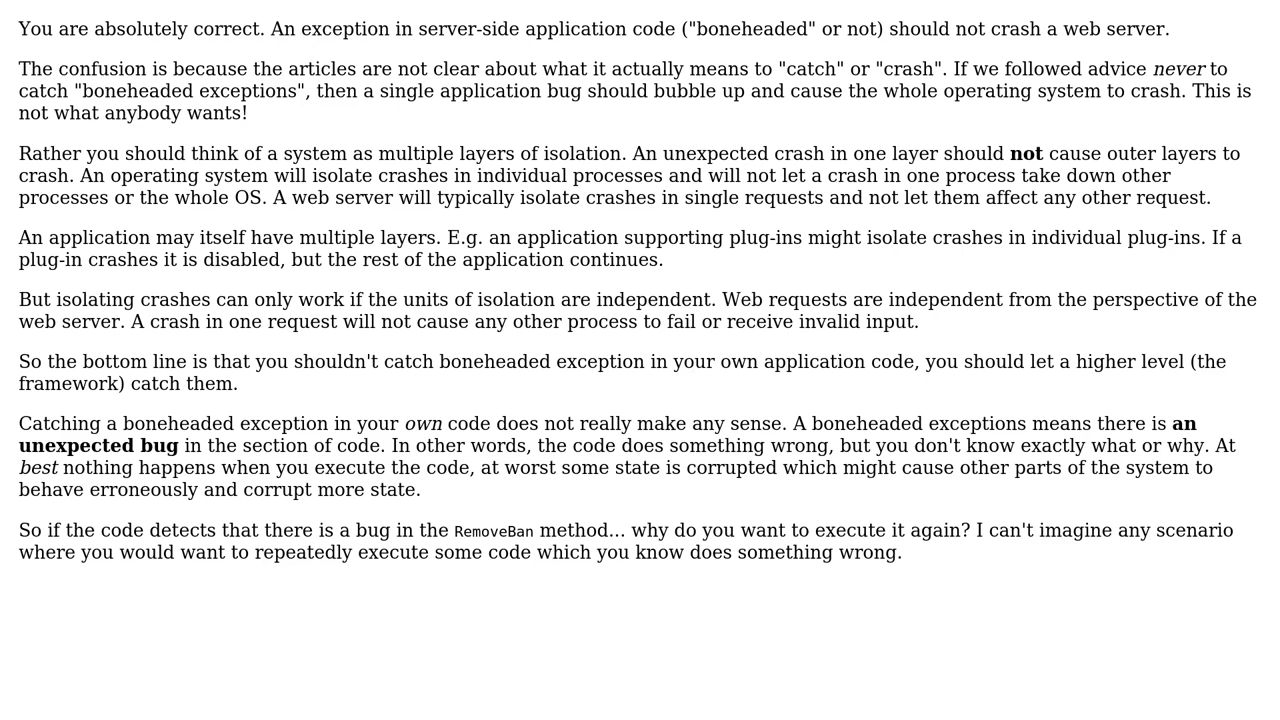 You are absolutely correct. An exception in server-side application code ("boneheaded" or not) should not crash a web server.
The confusion is because the articles are not clear about what it actually means to "catch" or "crash". If we followed advice never to
catch "boneheaded exceptions", then a single application bug should bubble up and cause the whole operating system to crash. This is
not what anybody wants!
Rather you should think of a system as multiple layers of isolation. An unexpected crash in one layer should not cause outer layers to
crash. An operating system will isolate crashes in individual processes and will not let a crash in one process take down other
processes or the whole OS. A web server will typically isolate crashes in single requests and not let them affect any other request.
An application may itself have multiple layers. E.g. an application supporting plug-ins might isolate crashes in individual plug-ins. If a
plug-in crashes it is disabled, but the rest of the application continues.
But isolating crashes can only work if the units of isolation are independent. Web requests are independent from the perspective of the
web server. A crash in one request will not cause any other process to fail or receive invalid input.
So the bottom line is that you shouldn't catch boneheaded exception in your own application code, you should let a higher level (the
framework) catch them.
Catching a boneheaded exception in your own code does not really make any sense. A boneheaded exceptions means there is an
unexpected bug in the section of code. In other words, the code does something wrong, but you don't know exactly what or why. At
best nothing happens when you execute the code, at worst some state is corrupted which might cause other parts of the system to
behave erroneously and corrupt more state.
So if the code detects that there is a bug in the RemoveBan method... why do you want to execute it again? I can't imagine any scenario
where you would want to repeatedly execute some code which you know does something wrong.